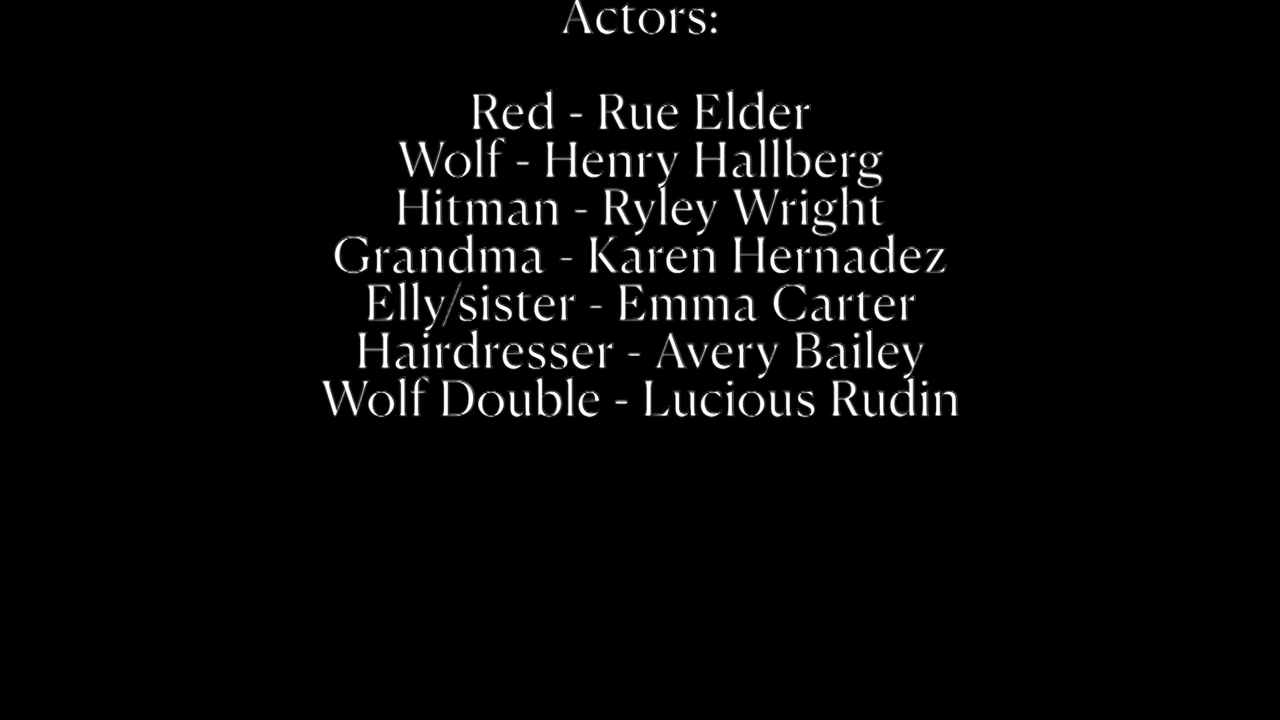 Actors:
Red - Rue Elder
Wolf - Henry Hallberg
Hitman - Ryley Wright
Grandma - Karen Hernadez
Elly/sister - Emma Carter
Hairdresser - Avery Bailey
Wolf Double - Lucious Rudin